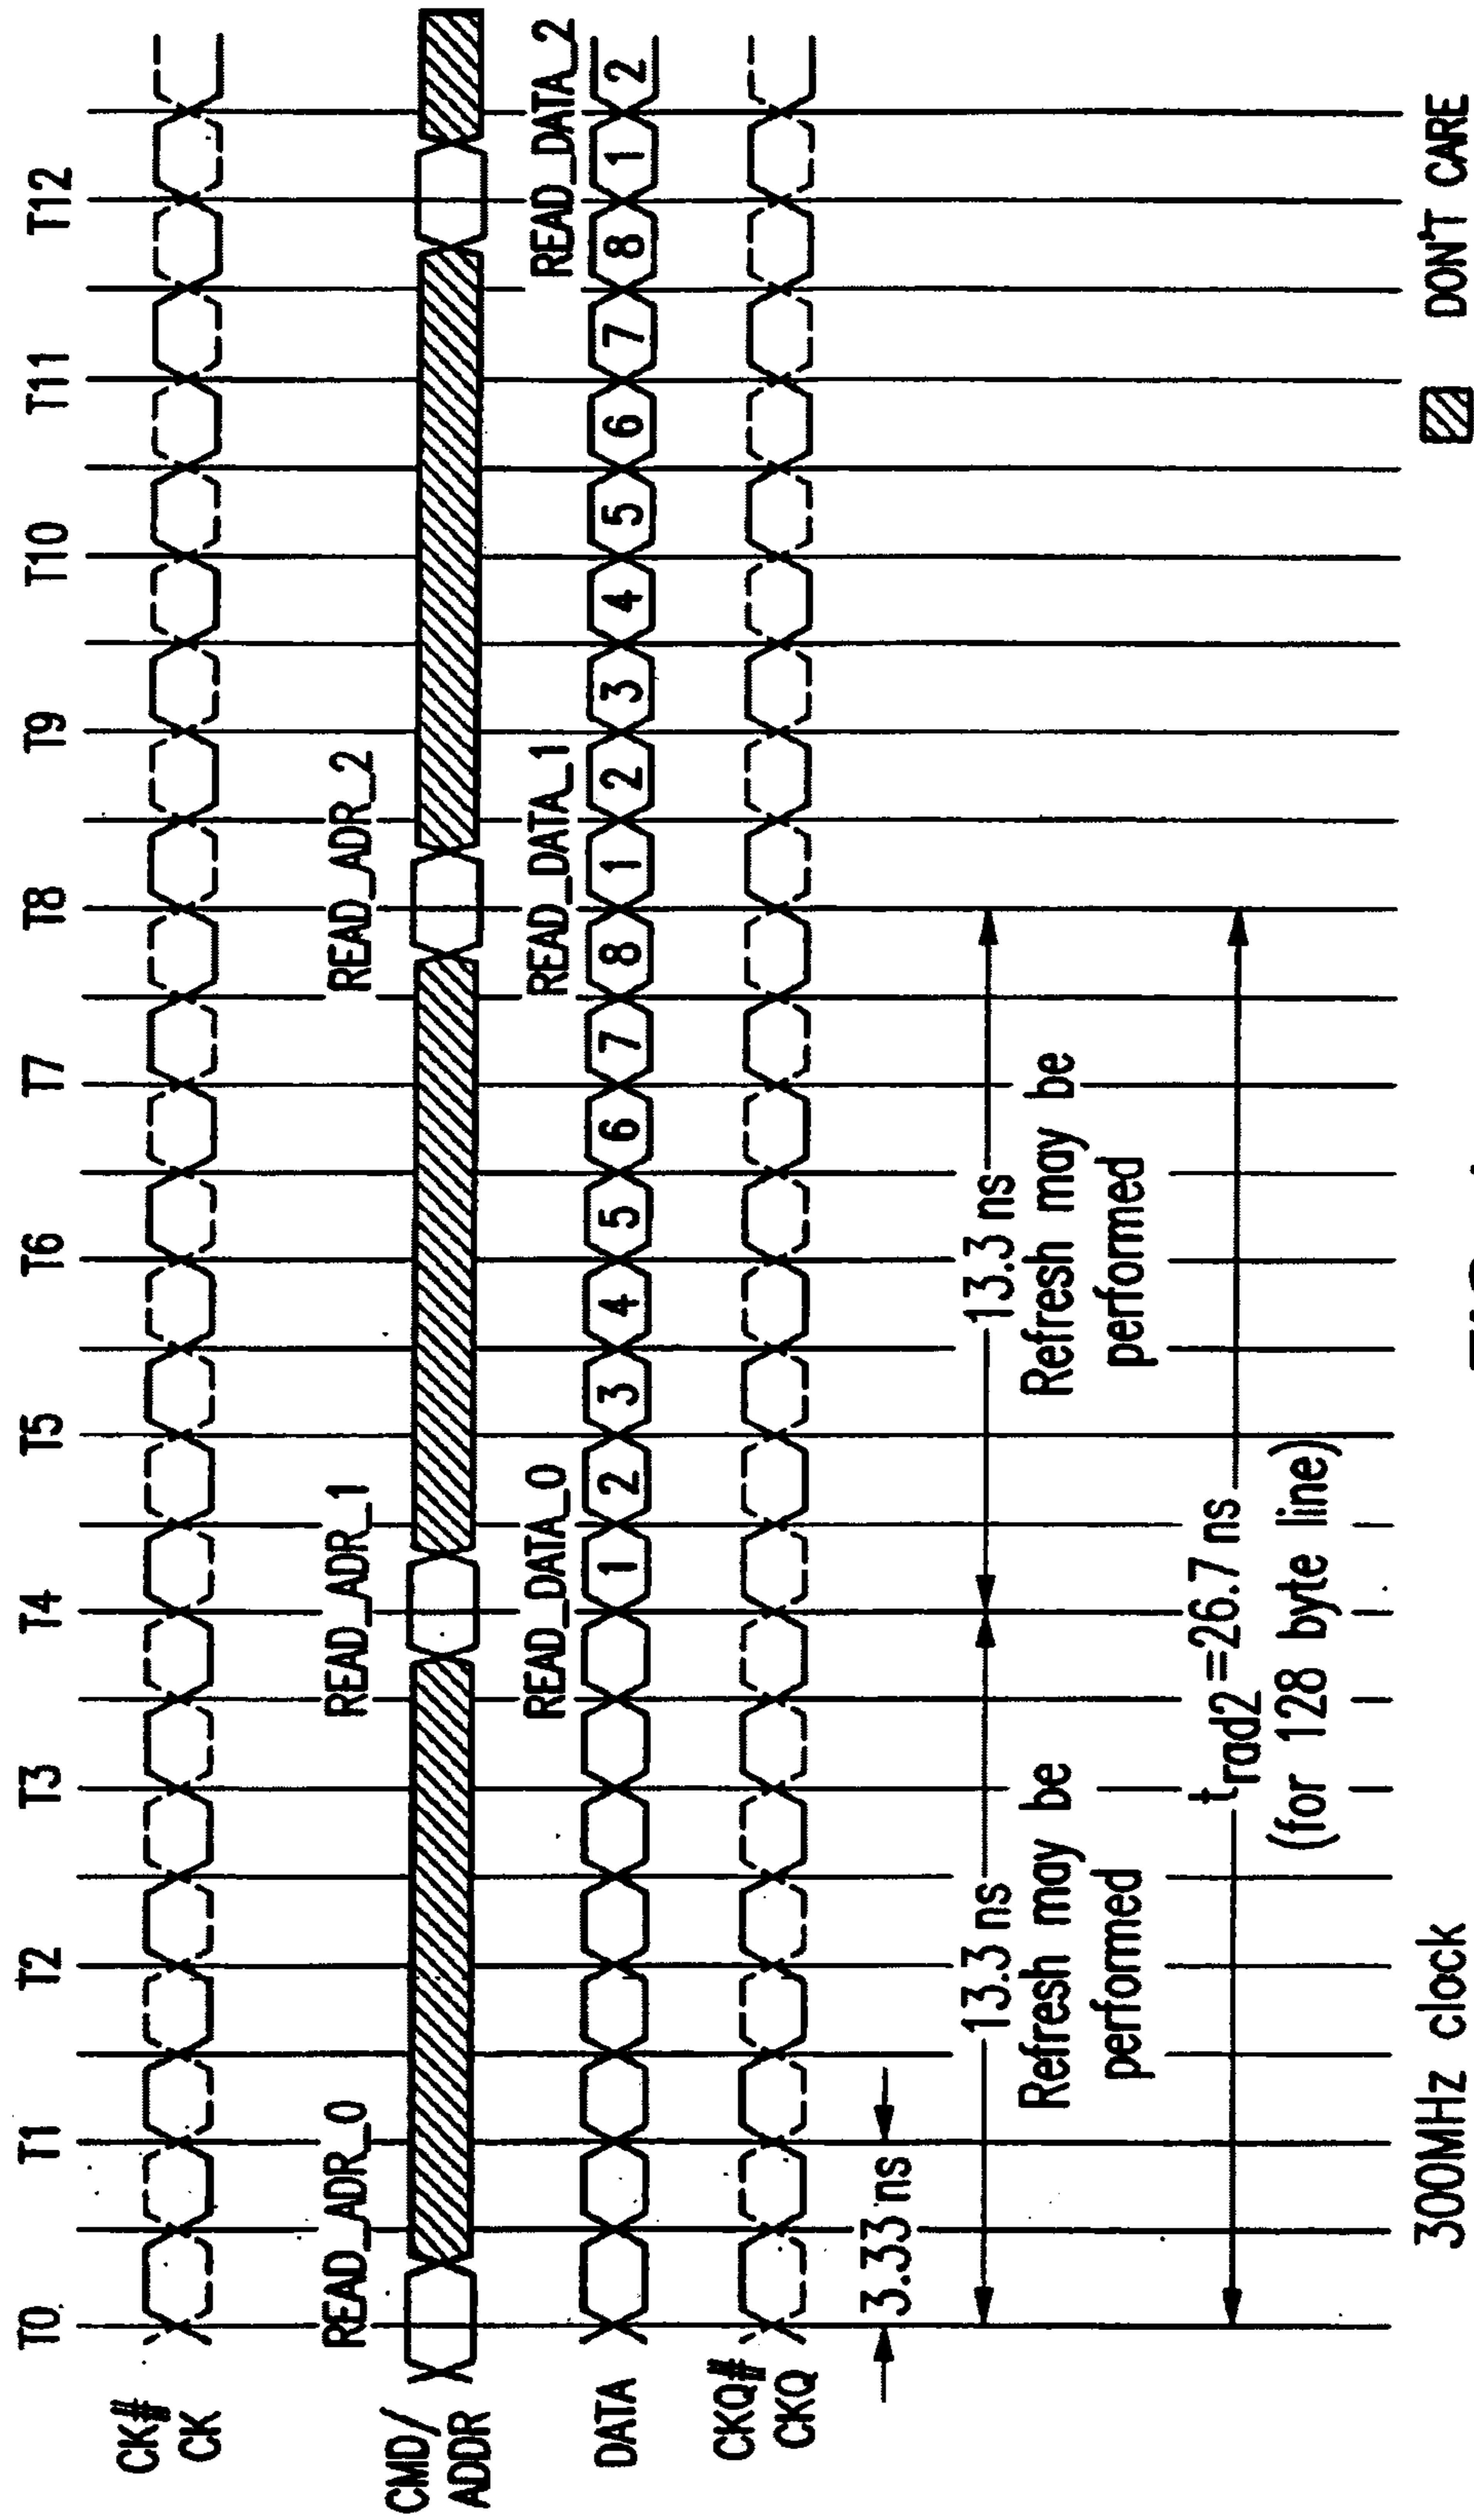 T0 T1 T2 T3 T4 T5 T6 T7 T8 T9 T10 T11 T12
CK#
CK
READ_ADR_0 READ_ADR_1 READ_ADR_2
CMD/
ADDR
READ_DATA_0 READ_DATA_1 READ_DATA_2
DATA 1 2 3 4 5 6 7 8 1 2 3 4 5 6 7 8 1 2
CKQ#
CKQ
3.33 ns
13.3 ns 13.3 ns
Refresh may be Refresh may be
performed performed
trad2=26.7 ns
(for 128 byte line)
300MHz clock DON'T CARE